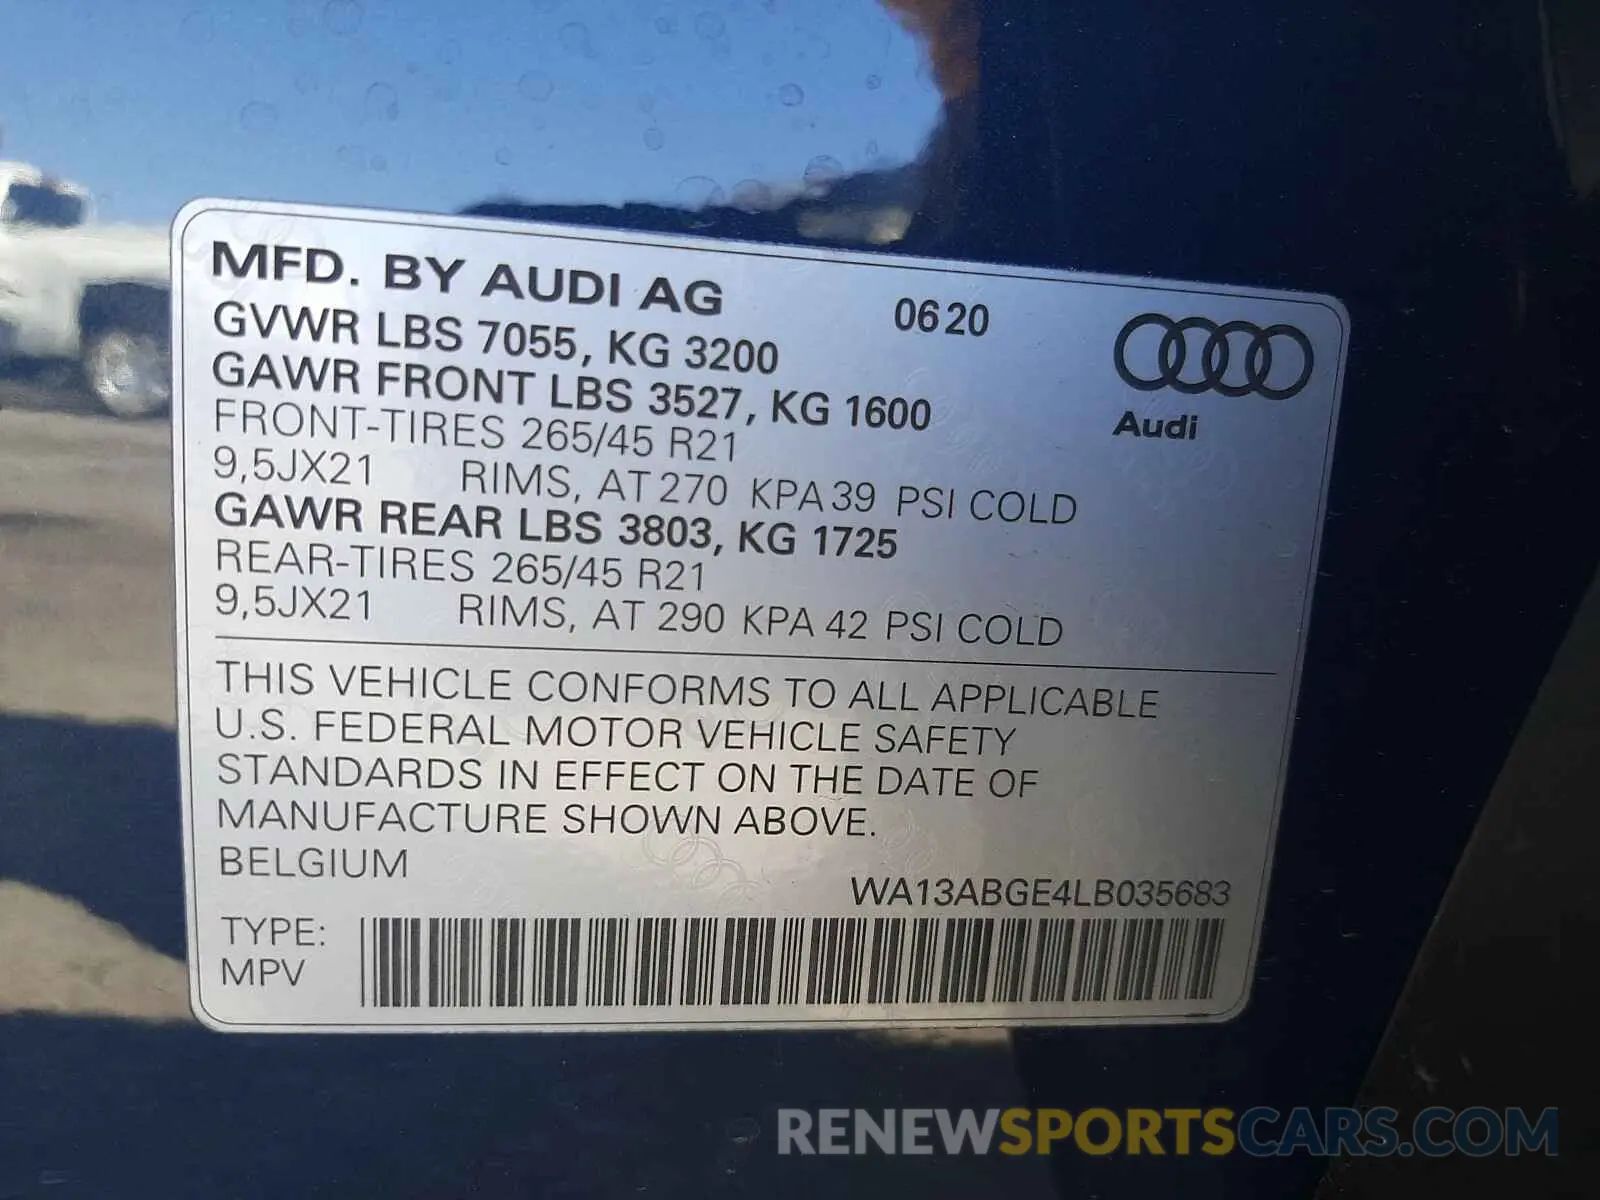 MFD. BY AUDI AG 0620
GVWR LBS 7055, KG 3200
GAWR FRONT LBS 3527, KG 1600
Audi
FRONT-TIRES 265/45 R21
9,5JX21 RIMS, AT 270 KPA 39 PSI COLD
GAWR REAR LBS 3803, KG 1725
REAR-TIRES 265/45 R21
9,5JX21 RIMS, AT 290 KPA 42 PSI COLD
THIS VEHICLE CONFORMS TO ALL APPLICABLE
U.S. FEDERAL MOTOR VEHICLE SAFETY
STANDARDS IN EFFECT ON THE DATE OF
MANUFACTURE SHOWN ABOVE.
BELGIUM
WA13ABGE4LB035683
TYPE:
MPV
RENEWSPORTSCARS.COM